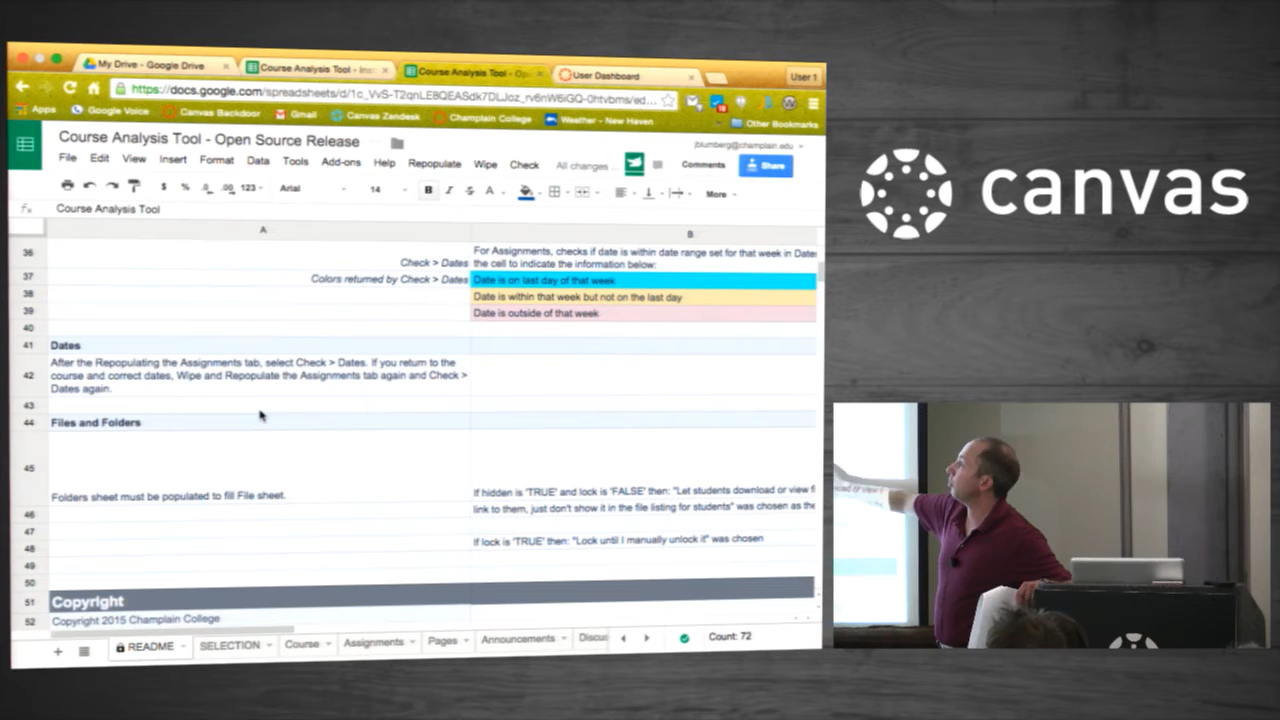 My Drive - Google Drive
Course Analysis Tool - Inst
Course Analysis Tool - Op
User Dashboard
User 1
Apps
Google Voice
Canvas Backdoor
Gmail
Canvas Zendesk
Champlain College
Weather - New Haven
Other Bookmarks
Course Analysis Tool - Open Source Release
jblumberg@champlain.edu
File Edit View Insert Format Data Tools Add-ons Help Repopulate Wipe Check All changes ...
Comments
Share
$ % .0 .00 123 Arial 14 B I S A More
fx Course Analysis Tool
A B
36 Check > Dates
For Assignments, checks if date is within date range set for that week in Dates
the cell to indicate the information below:
37 Colors returned by Check > Dates Date is on last day of that week
38 Date is within that week but not on the last day
39 Date is outside of that week
40
41 Dates
42 After the Repopulating the Assignments tab, select Check > Dates. If you return to the
course and correct dates, Wipe and Repopulate the Assignments tab again and Check >
Dates again.
43
44 Files and Folders
45 Folders sheet must be populated to fill File sheet.
If hidden is 'TRUE' and lock is 'FALSE' then: "Let students download or view f
46 link to them, just don't show it in the file listing for students" was chosen as the
47
48 If lock is 'TRUE' then: "Lock until I manually unlock it" was chosen
49
50
51 Copyright
52 Copyright 2015 Champlain College
README SELECTION Course Assignments Pages Announcements Discus
Count: 72
canvas